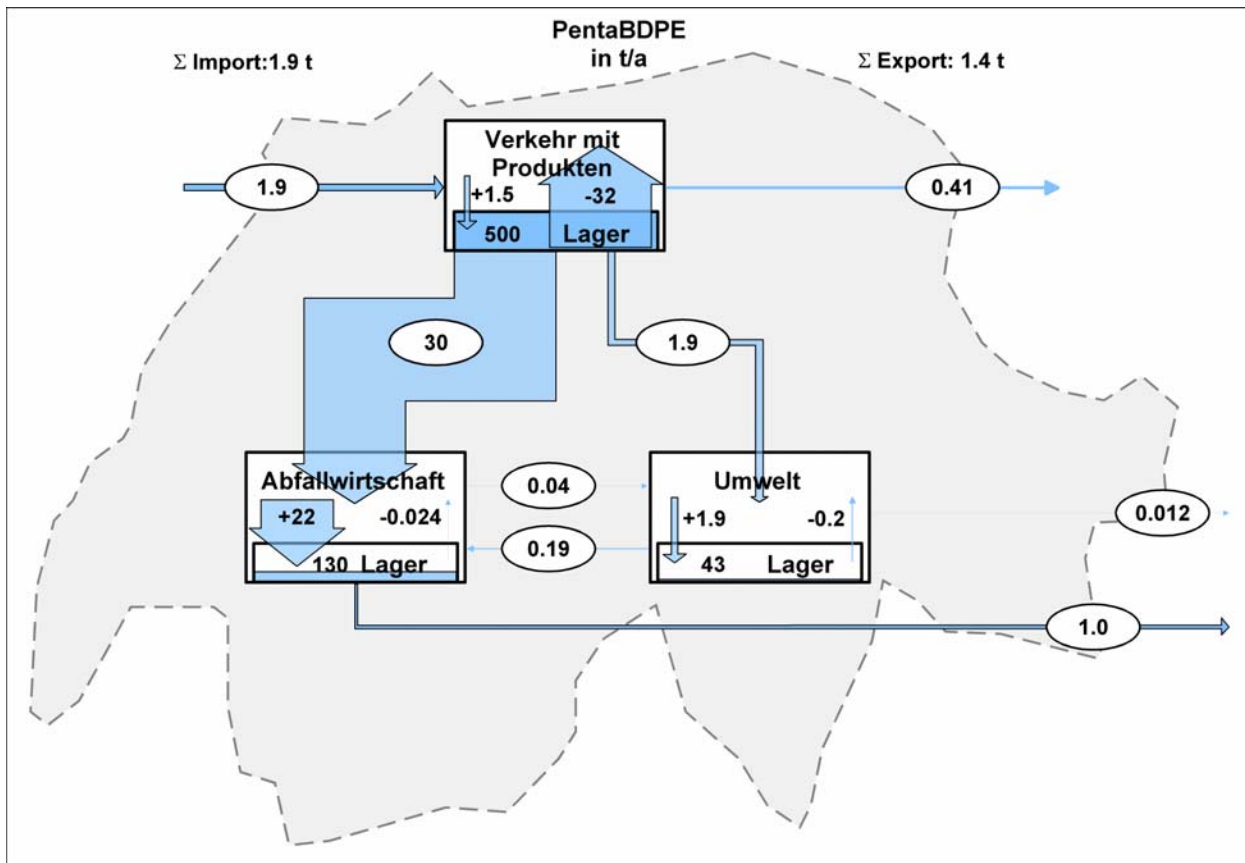 PentaBDPE
in t/a
Σ Import:1.9 t
Σ Export: 1.4 t
Verkehr mit
Produkten
1.9
+1.5
-32
0.41
500 Lager
30
1.9
Abfallwirtschaft
Umwelt
0.04
+22
-0.024
+1.9
-0.2
0.012
0.19
130 Lager
43 Lager
1.0